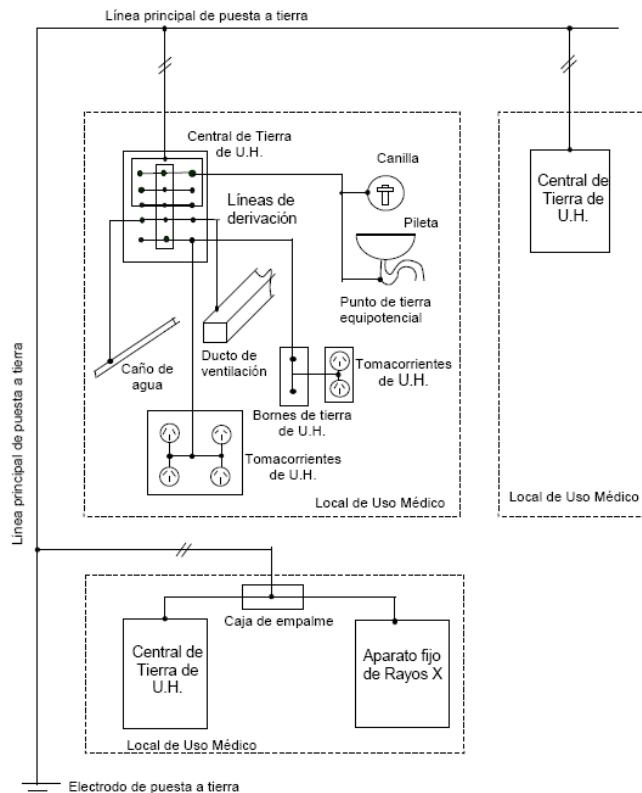 Línea principal de puesta a tierra
Central de Tierra
de U.H.
Canilla
Líneas de
derivación
Pileta
Punto de tierra
equipotencial
Ducto de
ventilación
Caño de
agua
Tomacorrientes
de U.H.
Bornes de tierra
de U.H.
Tomacorrientes
de U.H.
Local de Uso Médico
Central de
Tierra de
U.H.
Local de Uso Médico
Línea principal de puesta a tierra
Caja de empalme
Central de
Tierra de
U.H.
Aparato fijo
de Rayos X
Local de Uso Médico
Electrodo de puesta a tierra